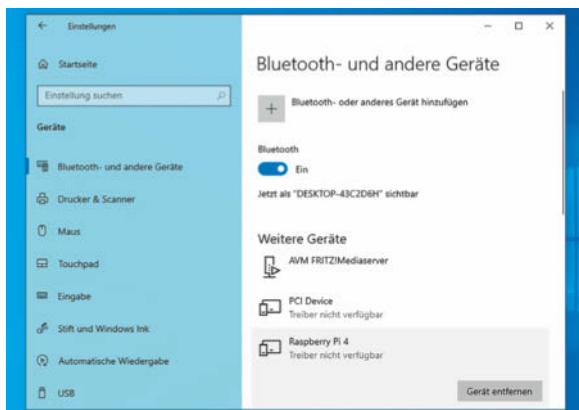 Einstellungen
Startseite
Einstellung suchen
Geräte
Bluetooth- und andere Geräte
Drucker & Scanner
Maus
Touchpad
Eingabe
Stift und Windows Ink
Automatische Wiedergabe
USB
Bluetooth- und andere Geräte
Bluetooth- oder anderes Gerät hinzufügen
Bluetooth
Ein
Jetzt als "DESKTOP-43C2D6H" sichtbar
Weitere Geräte
AVM FRITZ!Mediaserver
PCI Device
Treiber nicht verfügbar
Raspberry Pi 4
Treiber nicht verfügbar
Gerät entfernen